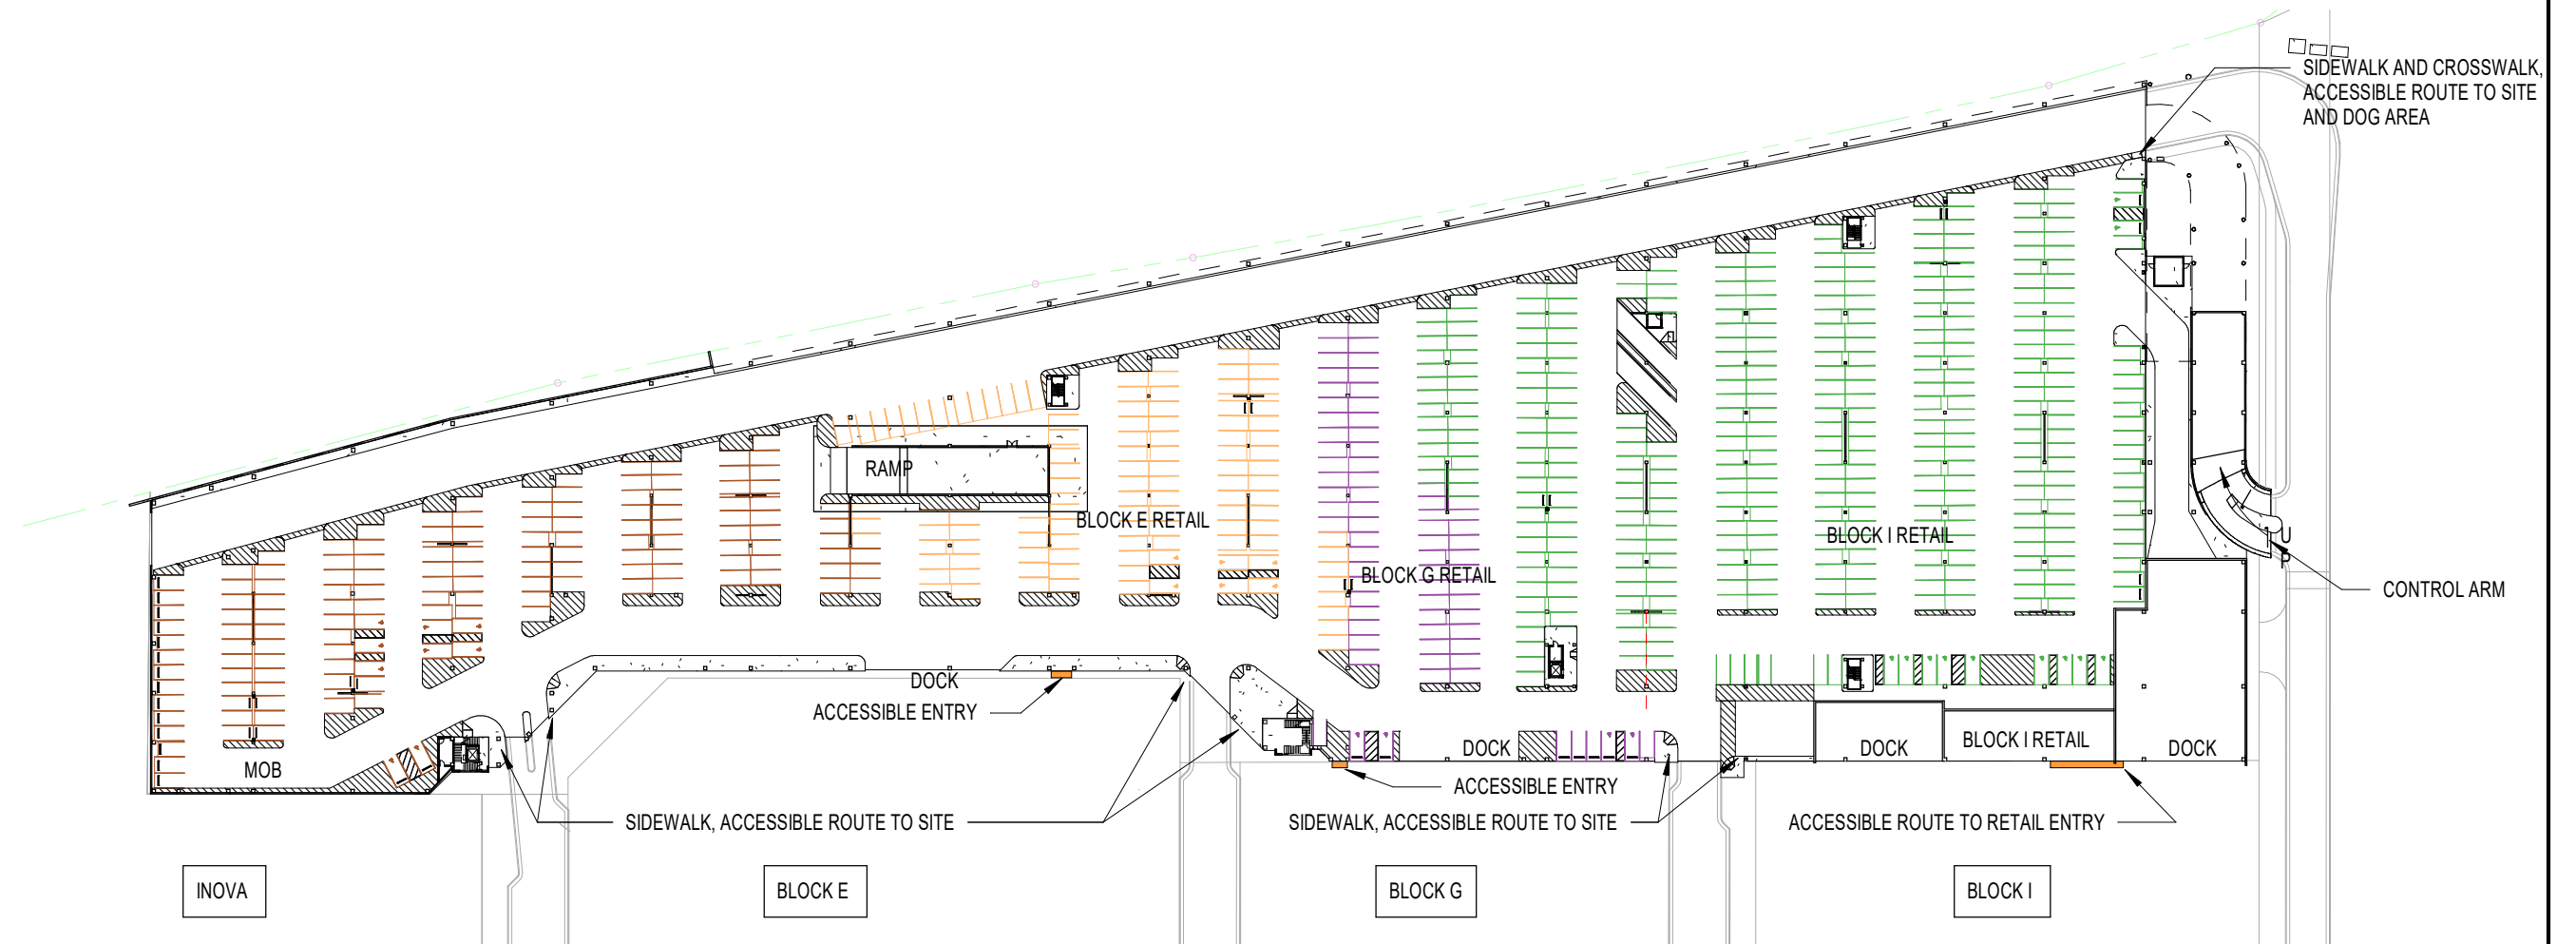 SIDEWALK AND CROSSWALK,
ACCESSIBLE ROUTE TO SITE
AND DOG AREA
RAMP
BLOCK E RETAIL
BLOCK I RETAIL
U
P
BLOCK G RETAIL
CONTROL ARM
DOCK
ACCESSIBLE ENTRY
MOB
DOCK
DOCK
BLOCK I RETAIL
DOCK
ACCESSIBLE ENTRY
SIDEWALK, ACCESSIBLE ROUTE TO SITE
SIDEWALK, ACCESSIBLE ROUTE TO SITE
ACCESSIBLE ROUTE TO RETAIL ENTRY
INOVA
BLOCK E
BLOCK G
BLOCK I